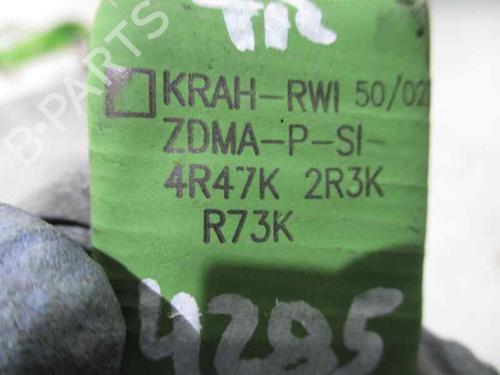 KRAH-RWI 50/02
ZDMA-P-SI-
4R47K 2R3K
R73K
4285
B-PARTS